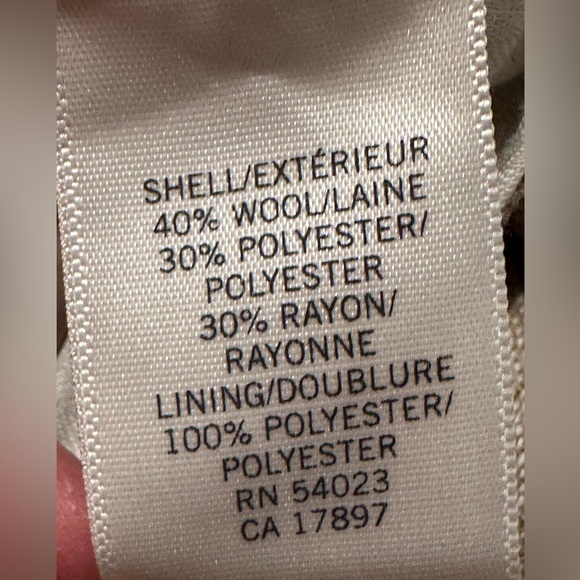 SHELL/EXTÉRIEUR
40% WOOL/LAINE
30% POLYESTER/
POLYESTER
30% RAYON/
RAYONNE
LINING/DOUBLURE
100% POLYESTER/
POLYESTER
RN 54023
CA 17897